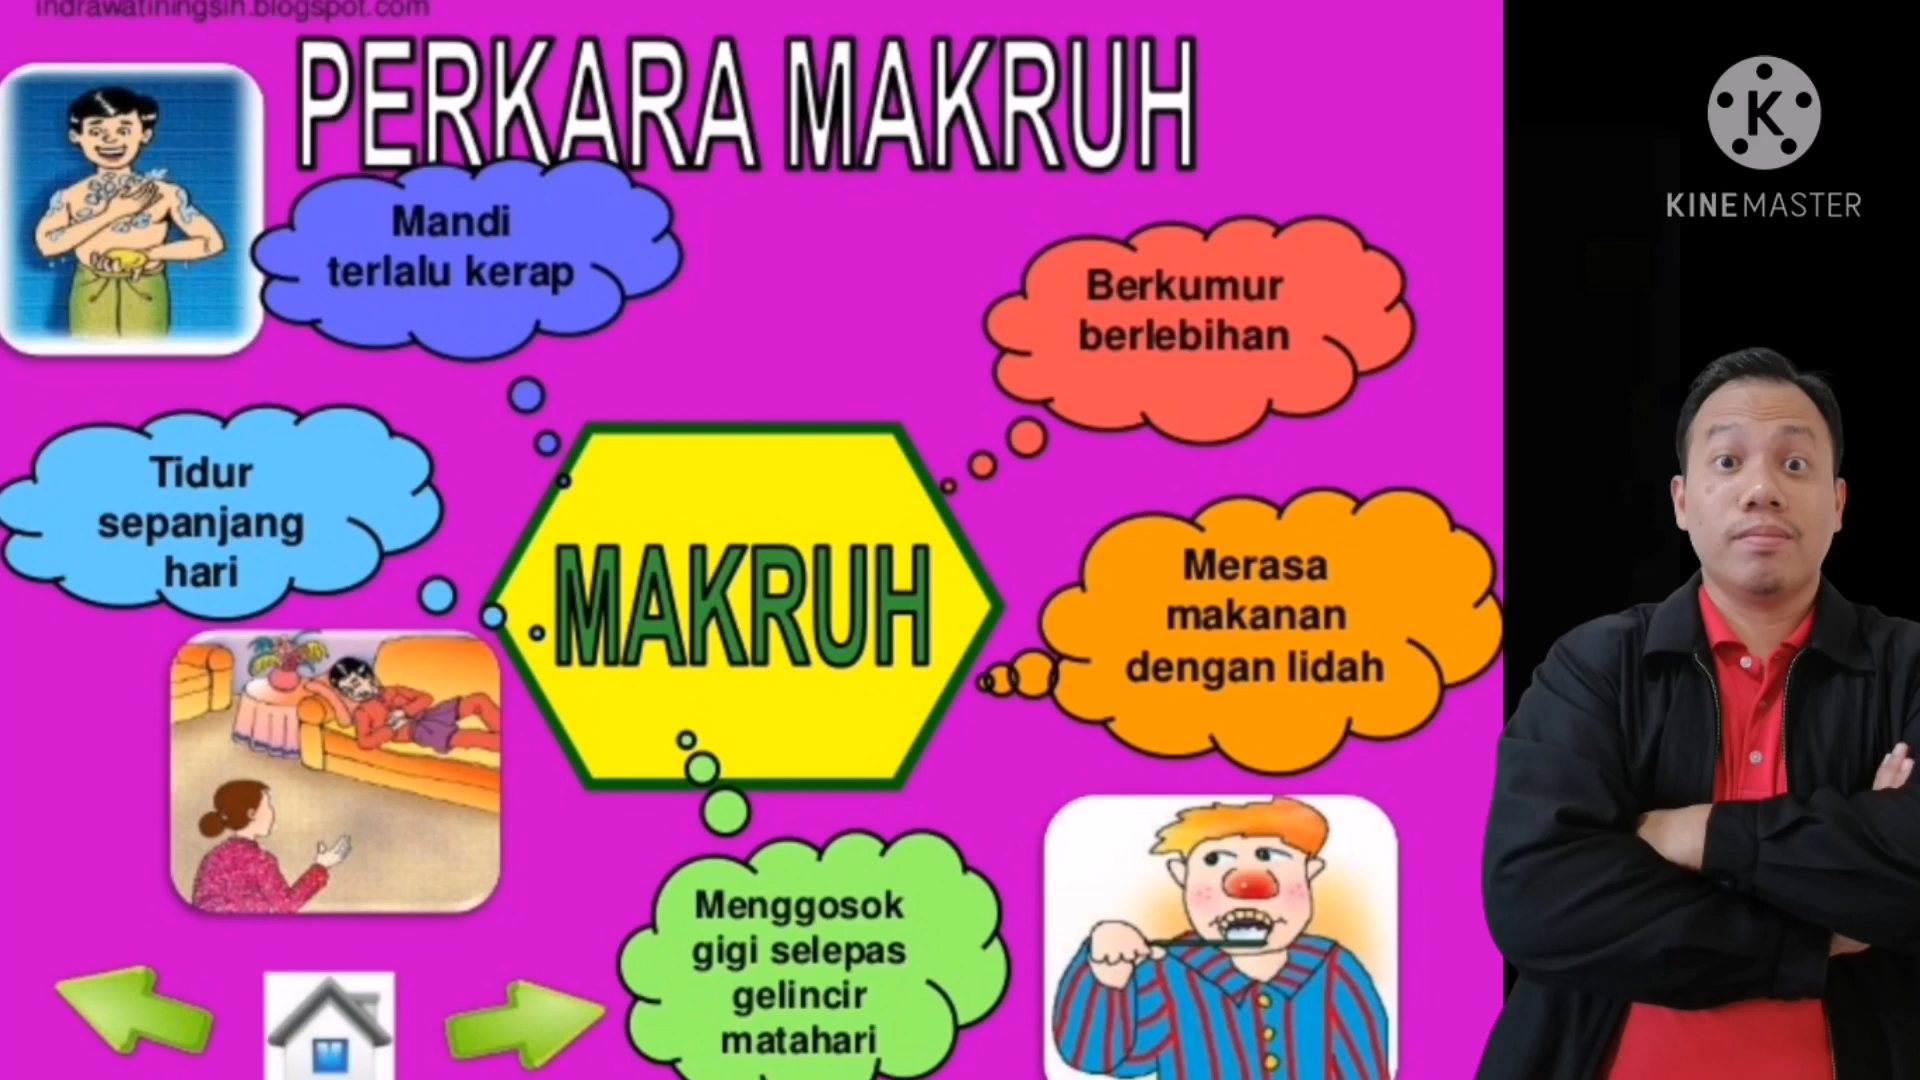 indrawatiningsih.blogspot.com
PERKARA MAKRUH
Mandi
terlalu kerap
Berkumur
berlebihan
Tidur
sepanjang
hari
MAKRUH
Merasa
makanan
dengan lidah
Menggosok
gigi selepas
gelincir
matahari
K
KINEMASTER